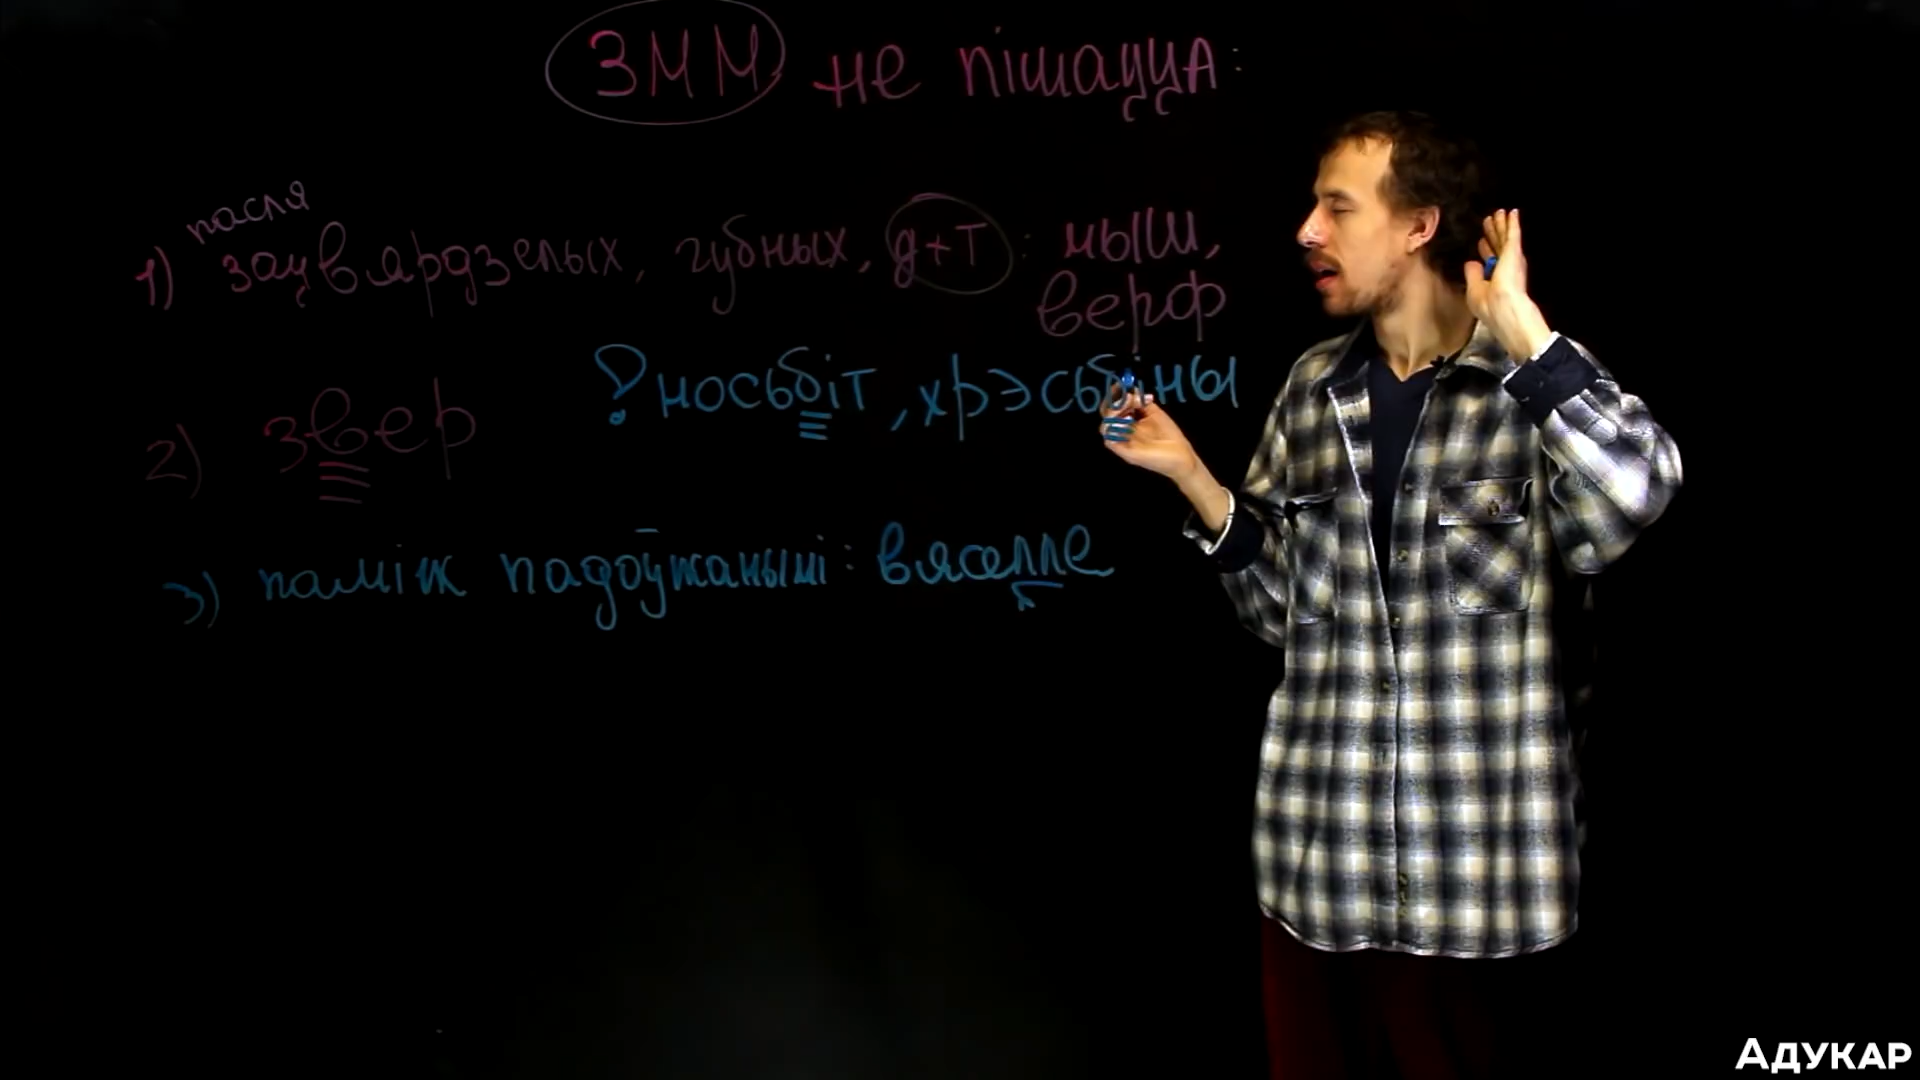 ЗММ не пішацца:
пасля
1) зацвярдзелых, губных, д+т : мыш,
верф
2) звер ! носьбіт, хрэсьбіны
3) паміж падоўжанымі: вяселле
АДУКАР